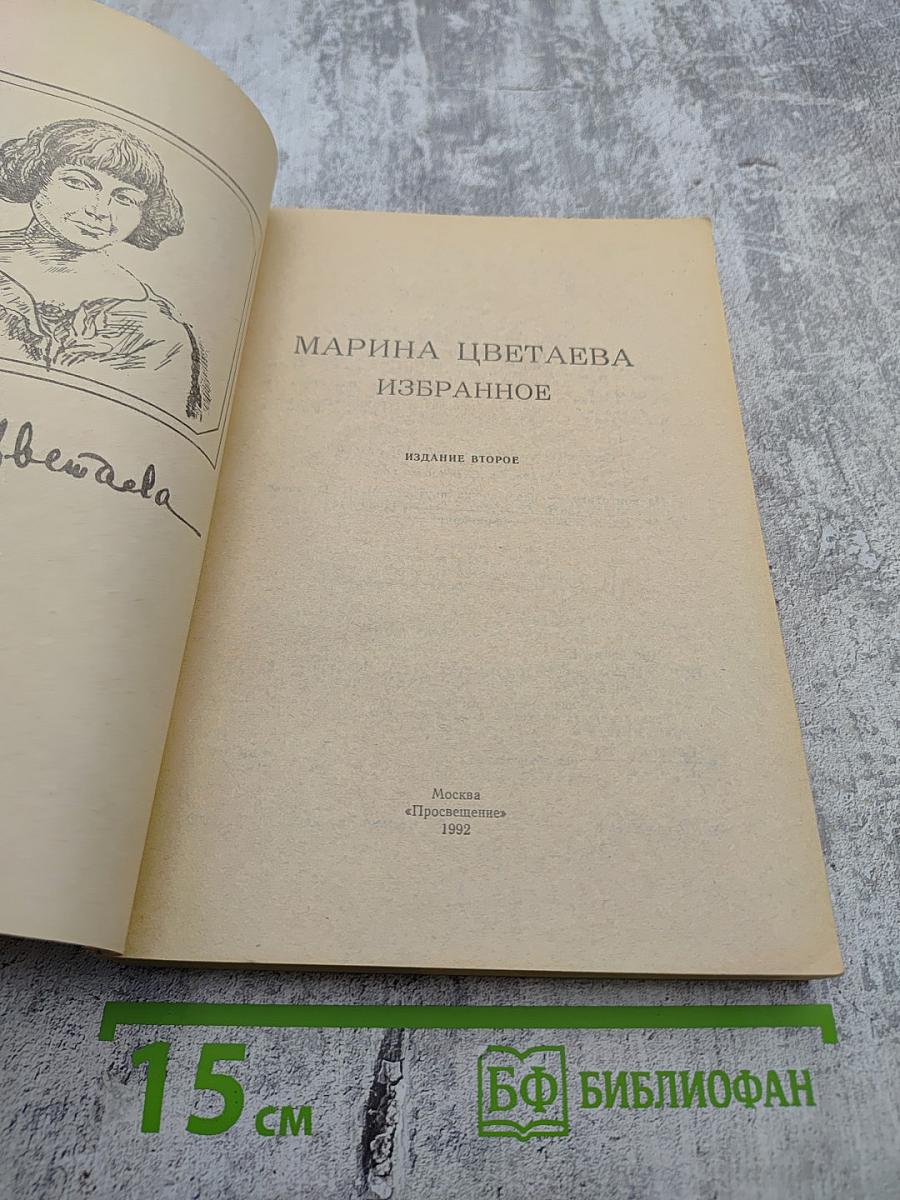 Цветаева
МАРИНА ЦВЕТАЕВА
ИЗБРАННОЕ
ИЗДАНИЕ ВТОРОЕ
Москва
«Просвещение»
1992
15 см
БФ БИБЛИОФАН